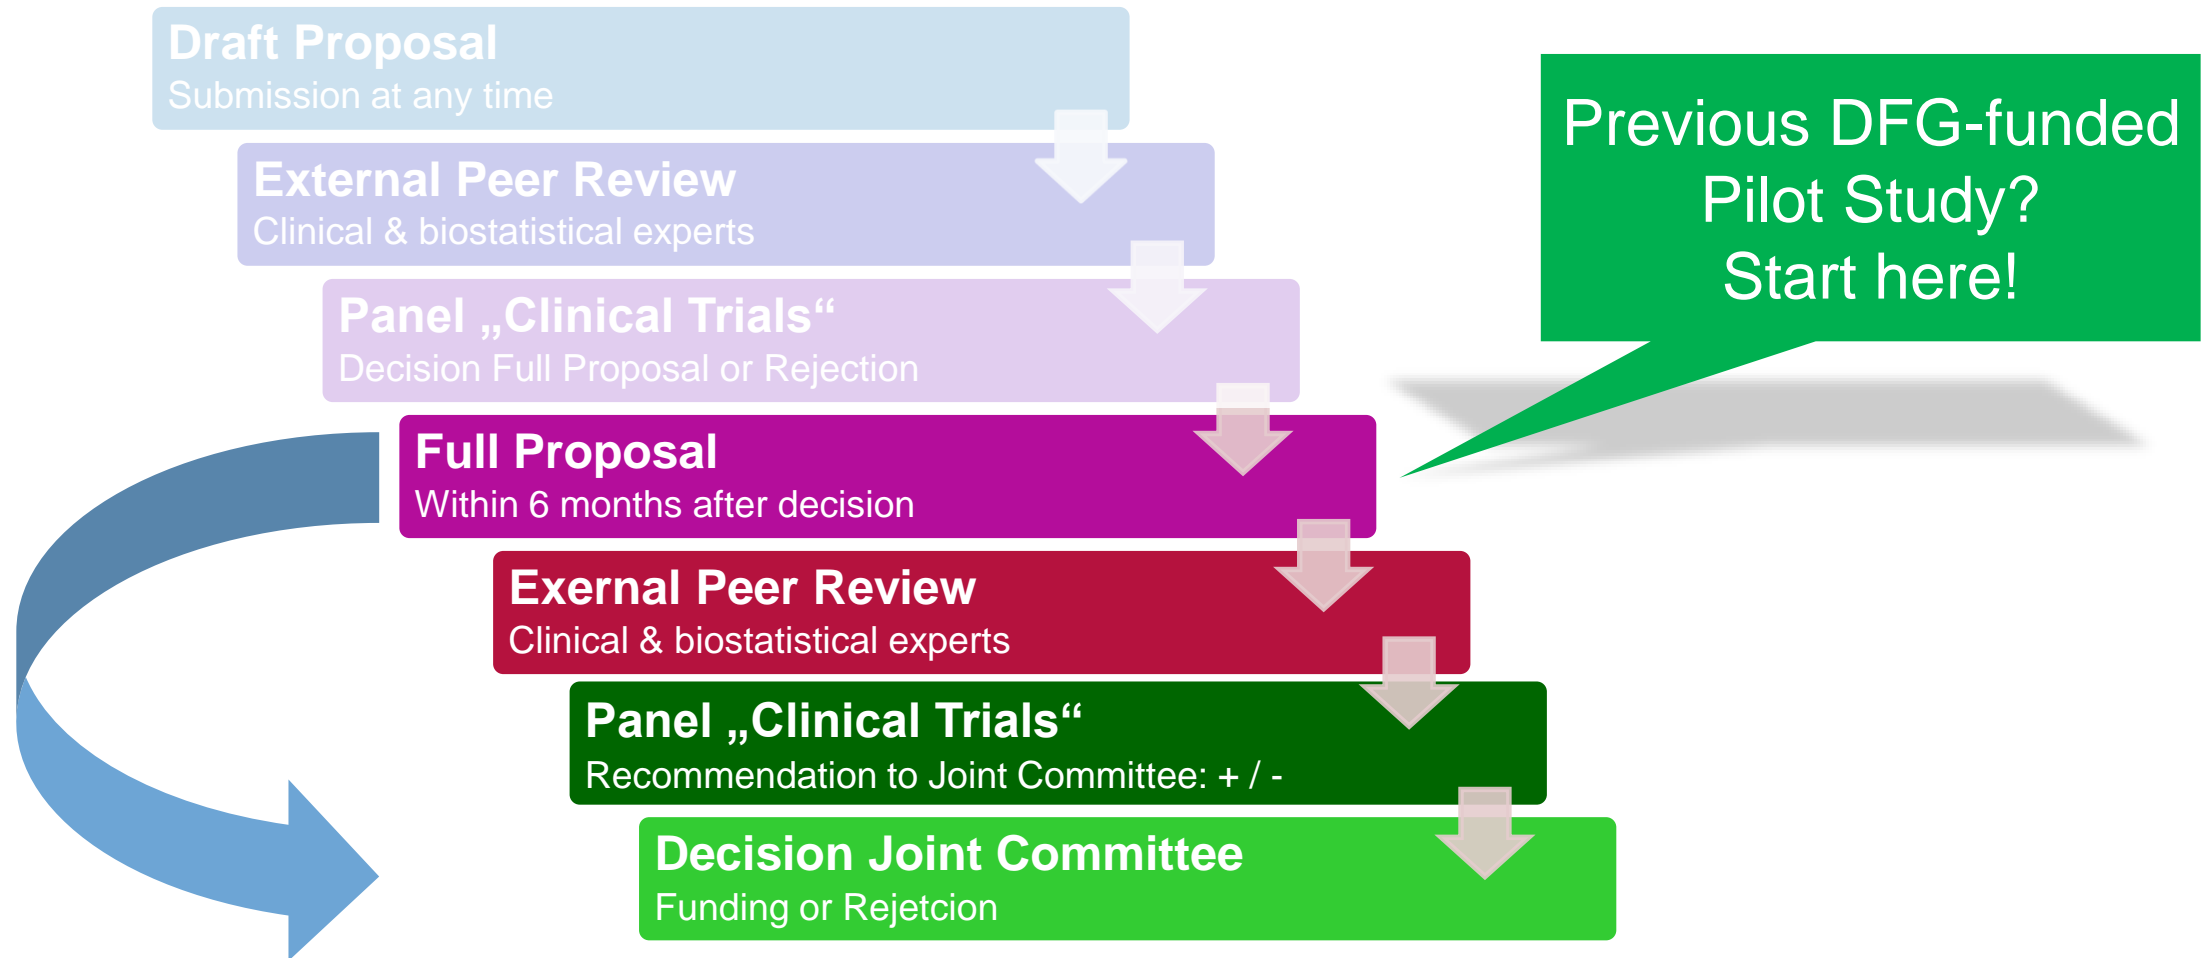 Draft Proposal
Submission at any time
External Peer Review
Clinical & biostatistical experts
Panel „Clinical Trials“
Decision Full Proposal or Rejection
Full Proposal
Within 6 months after decision
Exernal Peer Review
Clinical & biostatistical experts
Panel „Clinical Trials“
Recommendation to Joint Committee: + / -
Decision Joint Committee
Funding or Rejetcion
Previous DFG-funded
Pilot Study?
Start here!